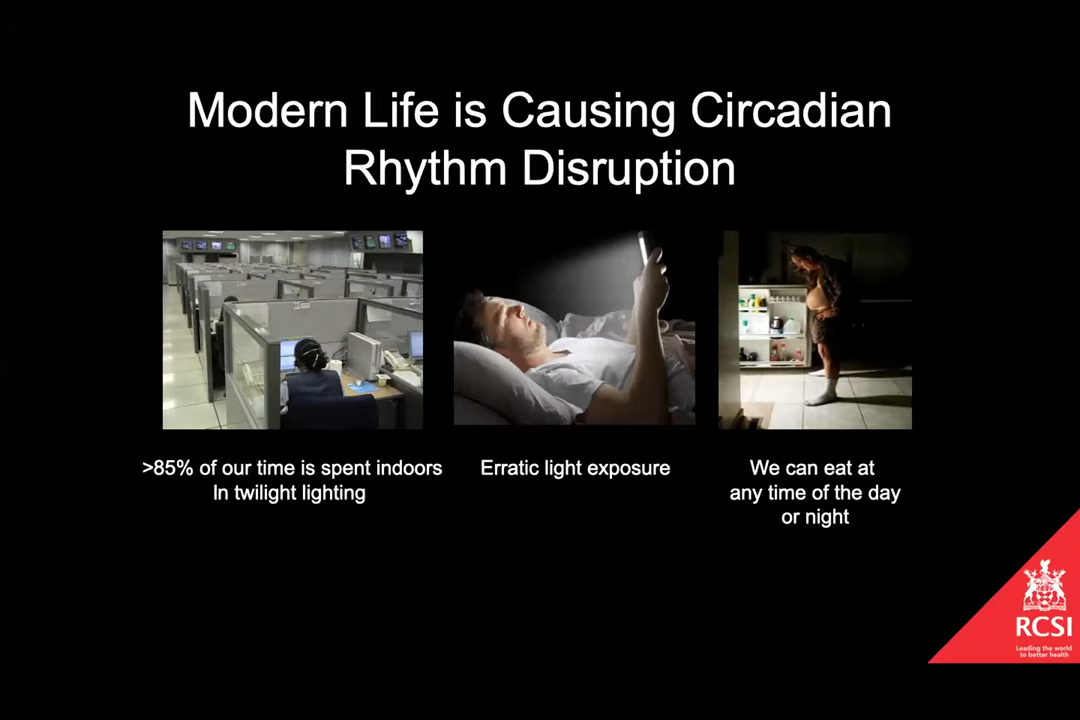 Modern Life is Causing Circadian
Rhythm Disruption
>85% of our time is spent indoors
In twilight lighting
Erratic light exposure
We can eat at
any time of the day
or night
RCSI
Leading the world
to better health